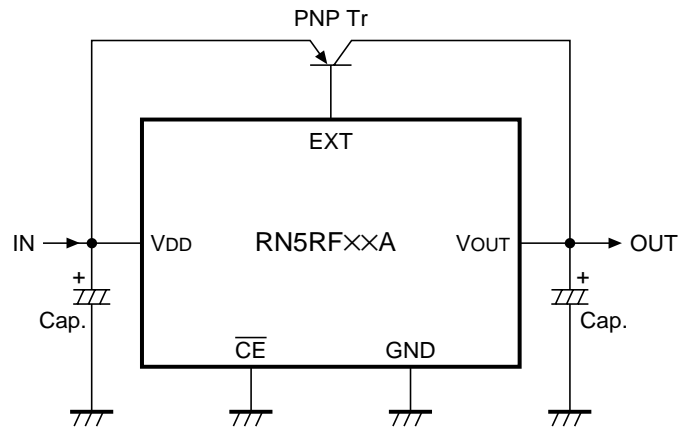 PNP Tr
EXT
IN
VDD
RN5RF××A
VOUT
OUT
+
Cap.
+
Cap.
CE
GND